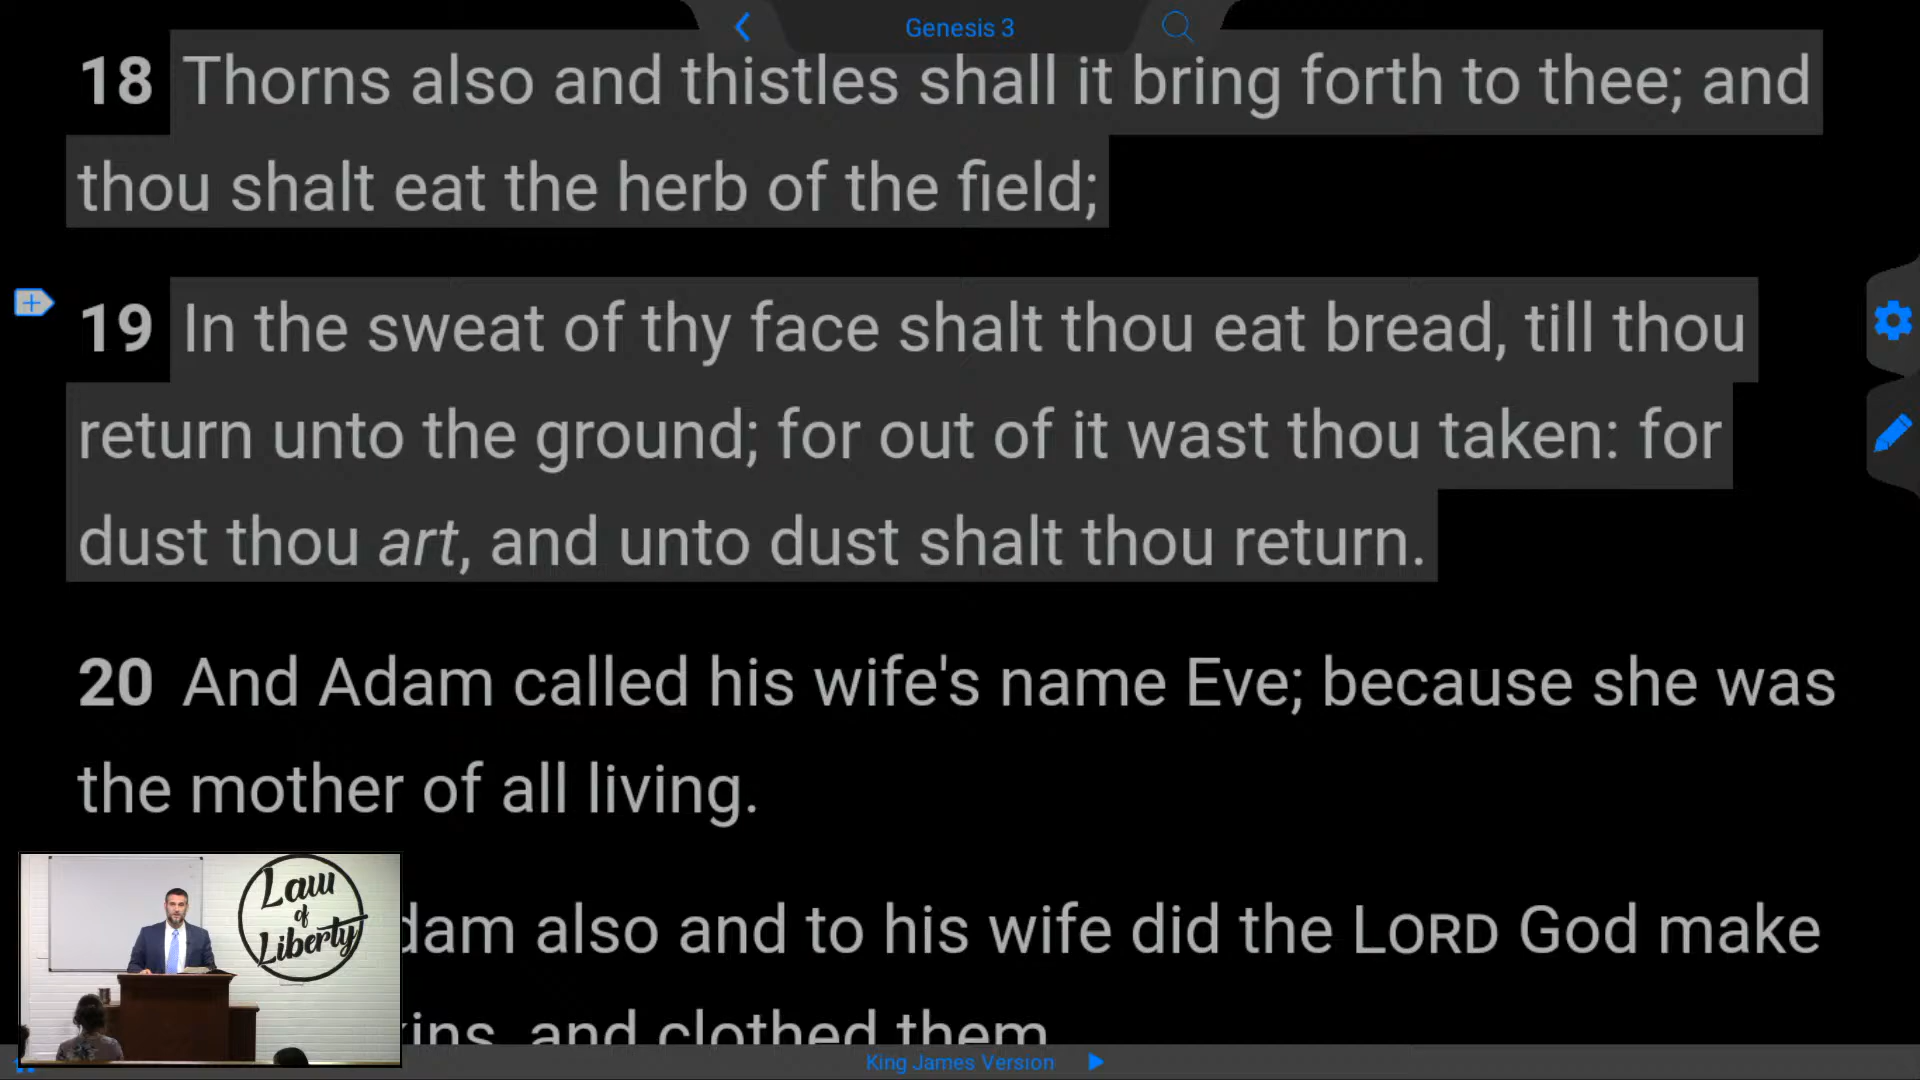 Genesis 3
18 Thorns also and thistles shall it bring forth to thee; and
thou shalt eat the herb of the field;
19 In the sweat of thy face shalt thou eat bread, till thou
return unto the ground; for out of it wast thou taken: for
dust thou art, and unto dust shalt thou return.
20 And Adam called his wife's name Eve; because she was
the mother of all living.
dam also and to his wife did the LORD God make
kins, and clothed them
Law
of
Liberty
King James Version